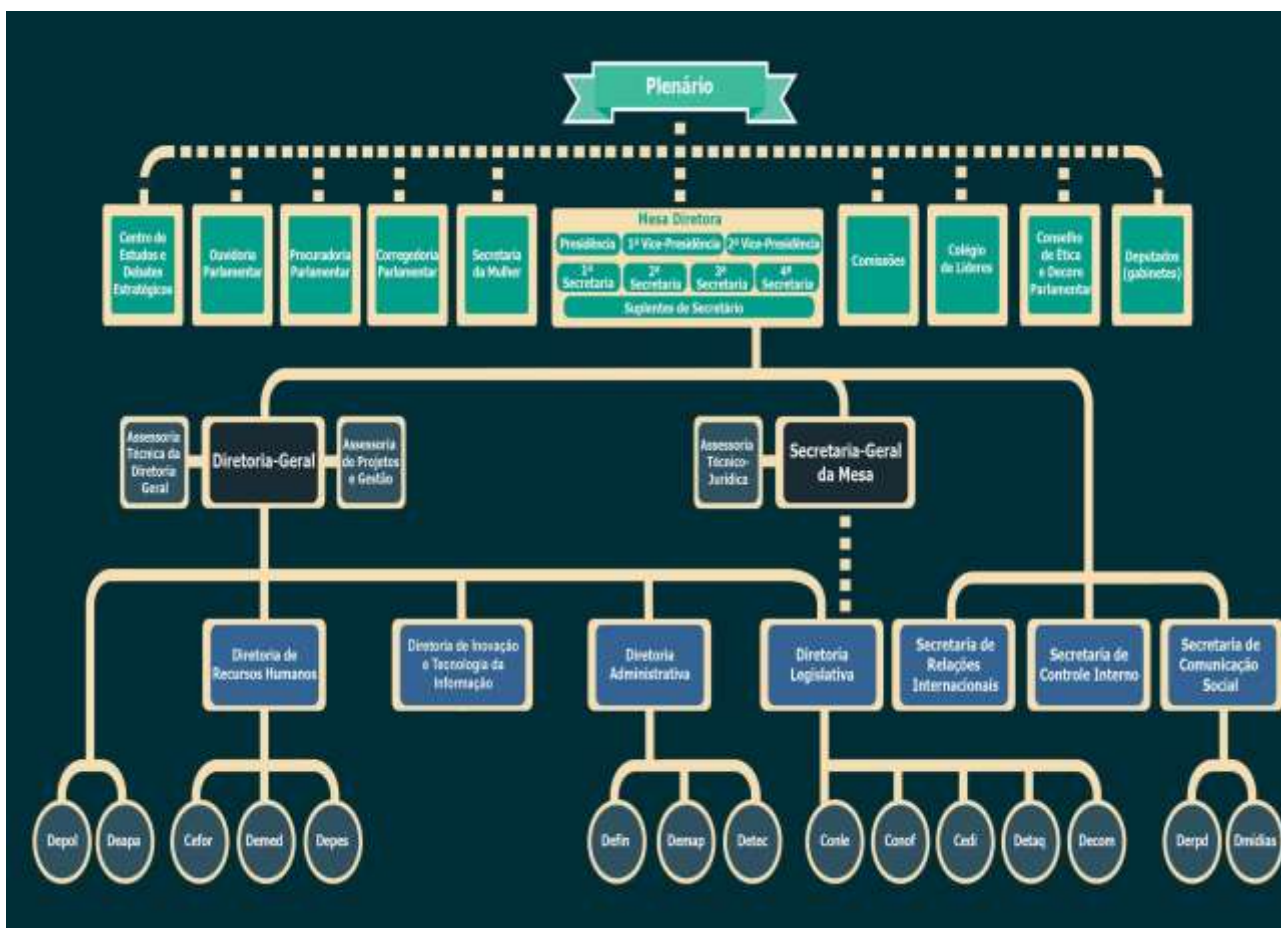 Plenário
Centro de
Estudos e
Debates
Estratégicos
Ouvidoria
Parlamentar
Procuradoria
Parlamentar
Corregedoria
Parlamentar
Secretaria
da Mulher
Mesa Diretora
Presidência
1ª Vice-Presidência
2ª Vice-Presidência
1ª
Secretaria
2ª
Secretaria
3ª
Secretaria
4ª
Secretaria
Suplentes de Secretário
Comissões
Colégio
de Líderes
Conselho
de Ética
e Decoro
Parlamentar
Deputados
(gabinetes)
Assessoria
Técnica da
Diretoria
Geral
Diretoria-Geral
Assessoria
de Projetos
e Gestão
Assessoria
Técnico-
Jurídica
Secretaria-Geral
da Mesa
Diretoria de
Recursos Humanos
Diretoria de Inovação
e Tecnologia da
Informação
Diretoria
Administrativa
Diretoria
Legislativa
Secretaria de
Relações
Internacionais
Secretaria de
Controle Interno
Secretaria de
Comunicação
Social
Depol
Deapa
Cefor
Demed
Depes
Defin
Demap
Detec
Conle
Conof
Cedi
Detaq
Decom
Derpd
Dmídias